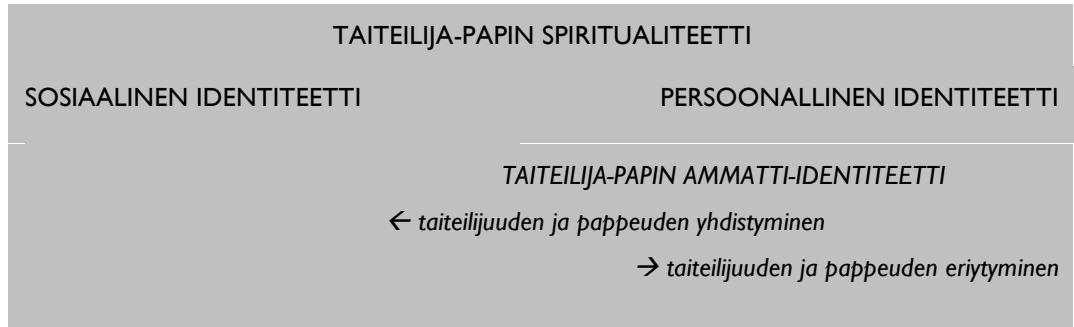 TAITEILIJA-PAPIN SPIRITUALITEETTI
SOSIAALINEN IDENTITEETTI PERSOONALLINEN IDENTITEETTI
TAITEILIJA-PAPIN AMMATTI-IDENTITEETTI
← taiteilijuuden ja pappeuden yhdistyminen
→ taiteilijuuden ja pappeuden eriytyminen